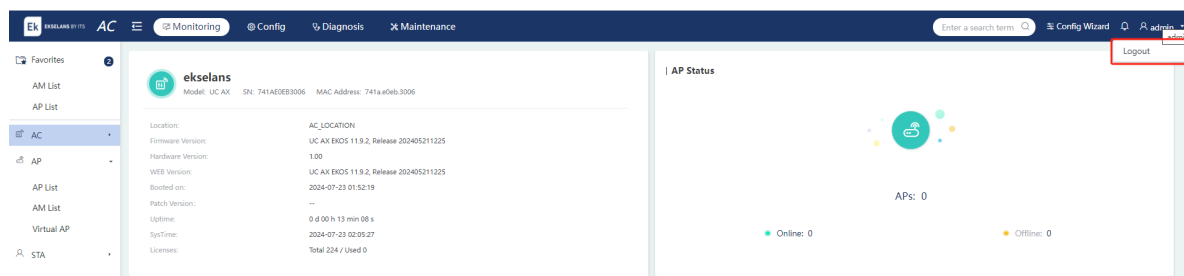 Ek EKSELANS BY ITS AC Monitoring Config Diagnosis Maintenance Enter a search term Config Wizard admin
admin
Logout
Favorites 2
AM List
AP List
AC
AP
AP List
AM List
Virtual AP
STA
ekselans
Model: UC AX SN: 741AE0EB3006 MAC Address: 741a.e0eb.3006
Location: AC_LOCATION
Firmware Version: UC AX EKOS 11.9.2, Release 202405211225
Hardware Version: 1.00
WEB Version: UC AX EKOS 11.9.2, Release 202405211225
Booted on: 2024-07-23 01:52:19
Patch Version: --
Uptime: 0 d 00 h 13 min 08 s
SysTime: 2024-07-23 02:05:27
Licenses: Total 224 / Used 0
AP Status
APs: 0
Online: 0 Offline: 0